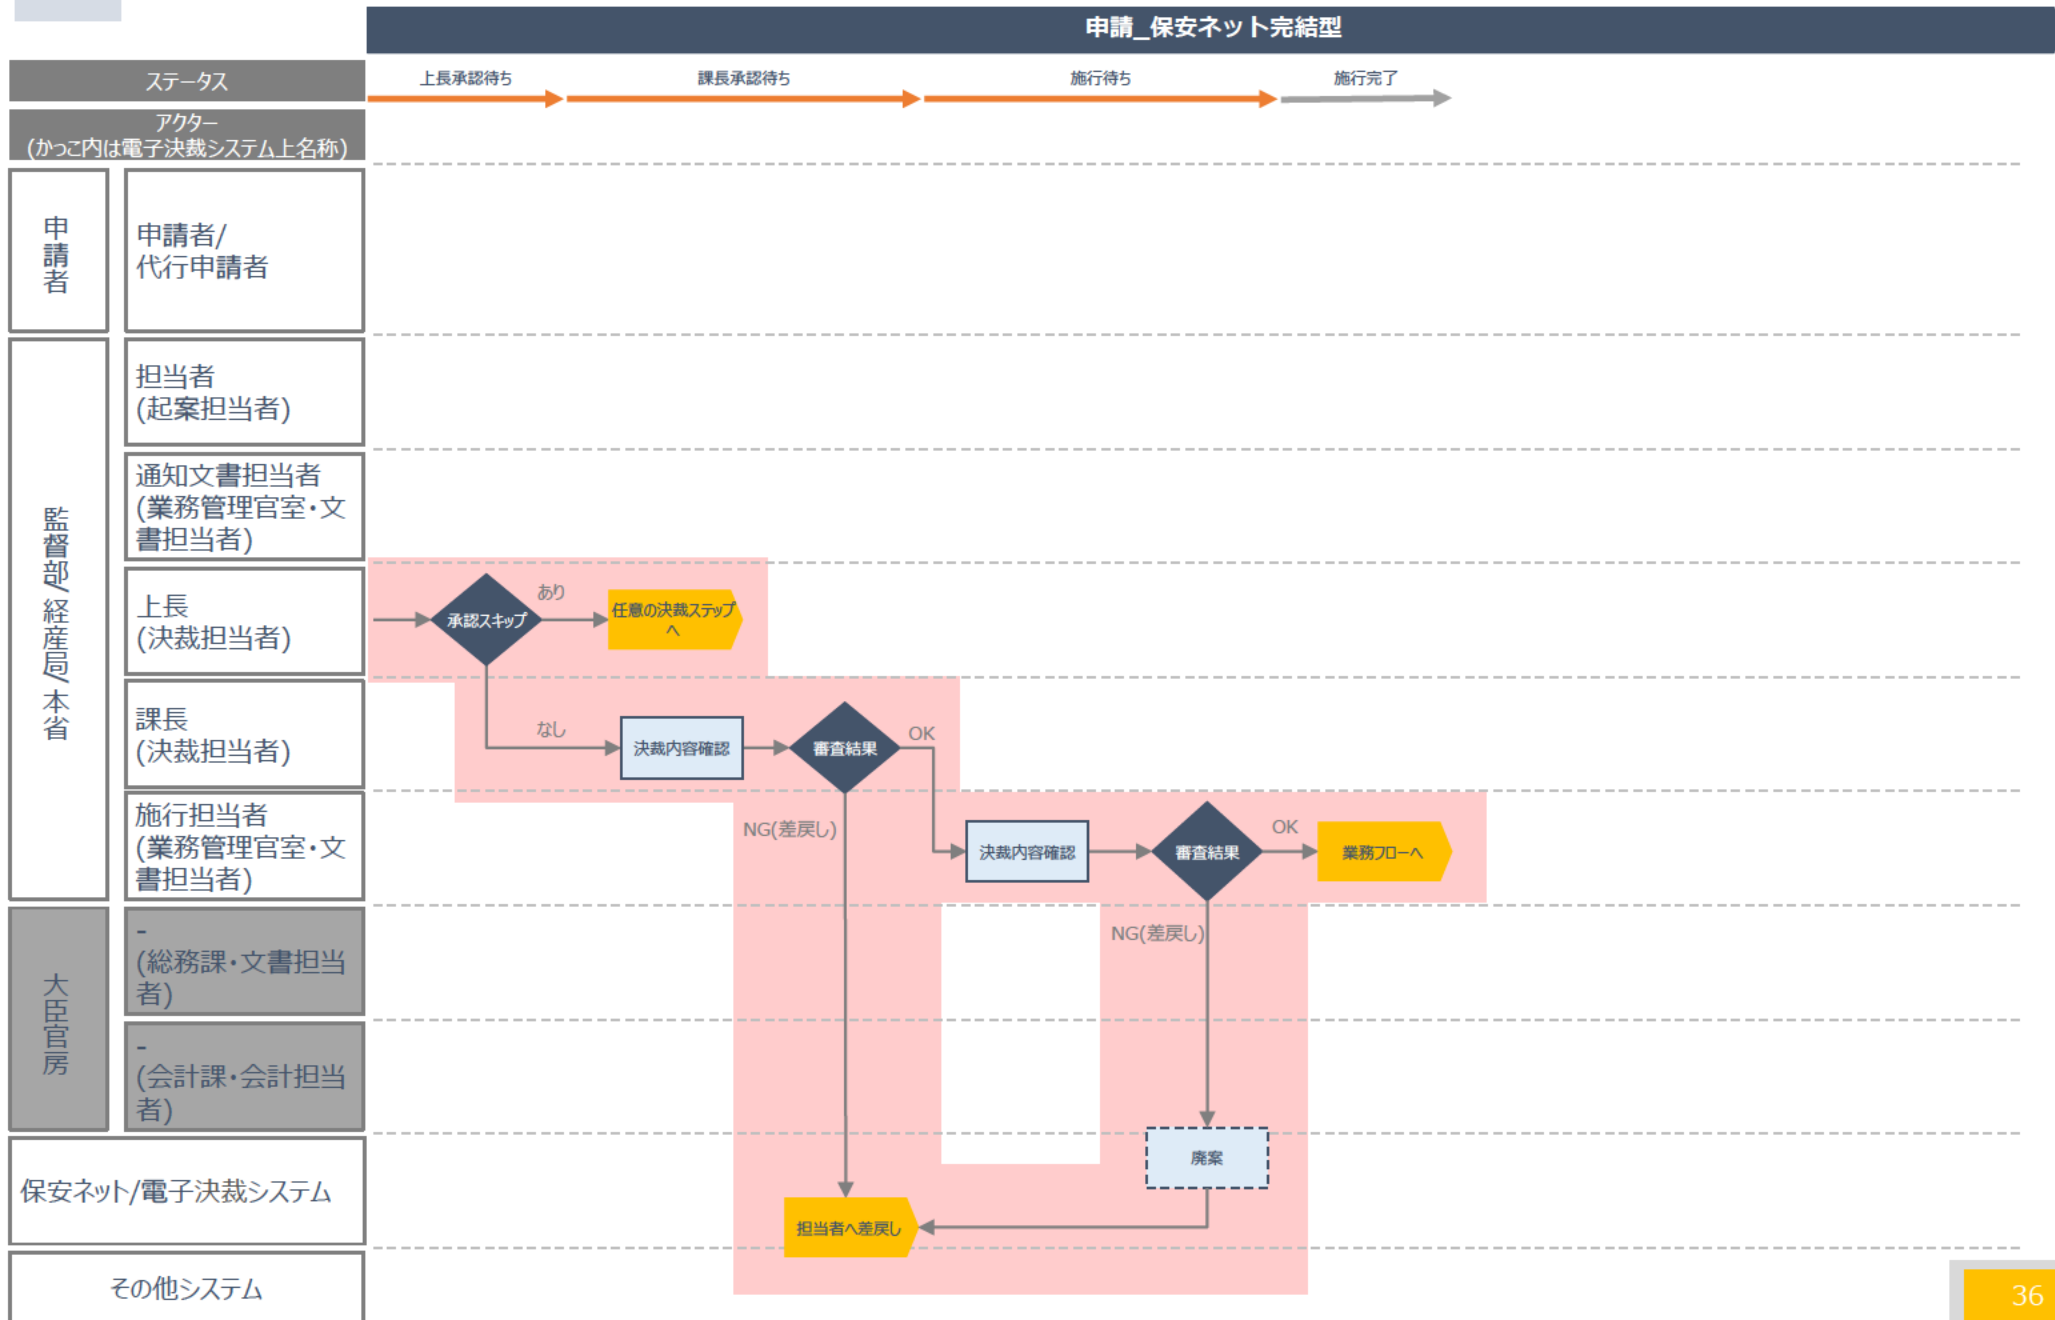 申請_保安ネット完結型
ステータス
上長承認待ち
課長承認待ち
施行待ち
施行完了
アクター
(かっこ内は電子決裁システム上名称)
申請者
申請者/
代行申請者
監督部/経産局/本省
担当者
(起案担当者)
通知文書担当者
(業務管理官室・文
書担当者)
上長
(決裁担当者)
承認スキップ
あり
任意の決裁ステップ
へ
課長
(決裁担当者)
なし
決裁内容確認
審査結果
OK
施行担当者
(業務管理官室・文
書担当者)
NG(差戻し)
決裁内容確認
審査結果
OK
業務フローへ
大臣官房
-
(総務課・文書担当
者)
NG(差戻し)
-
(会計課・会計担当
者)
保安ネット/電子決裁システム
廃案
担当者へ差戻し
その他システム
36